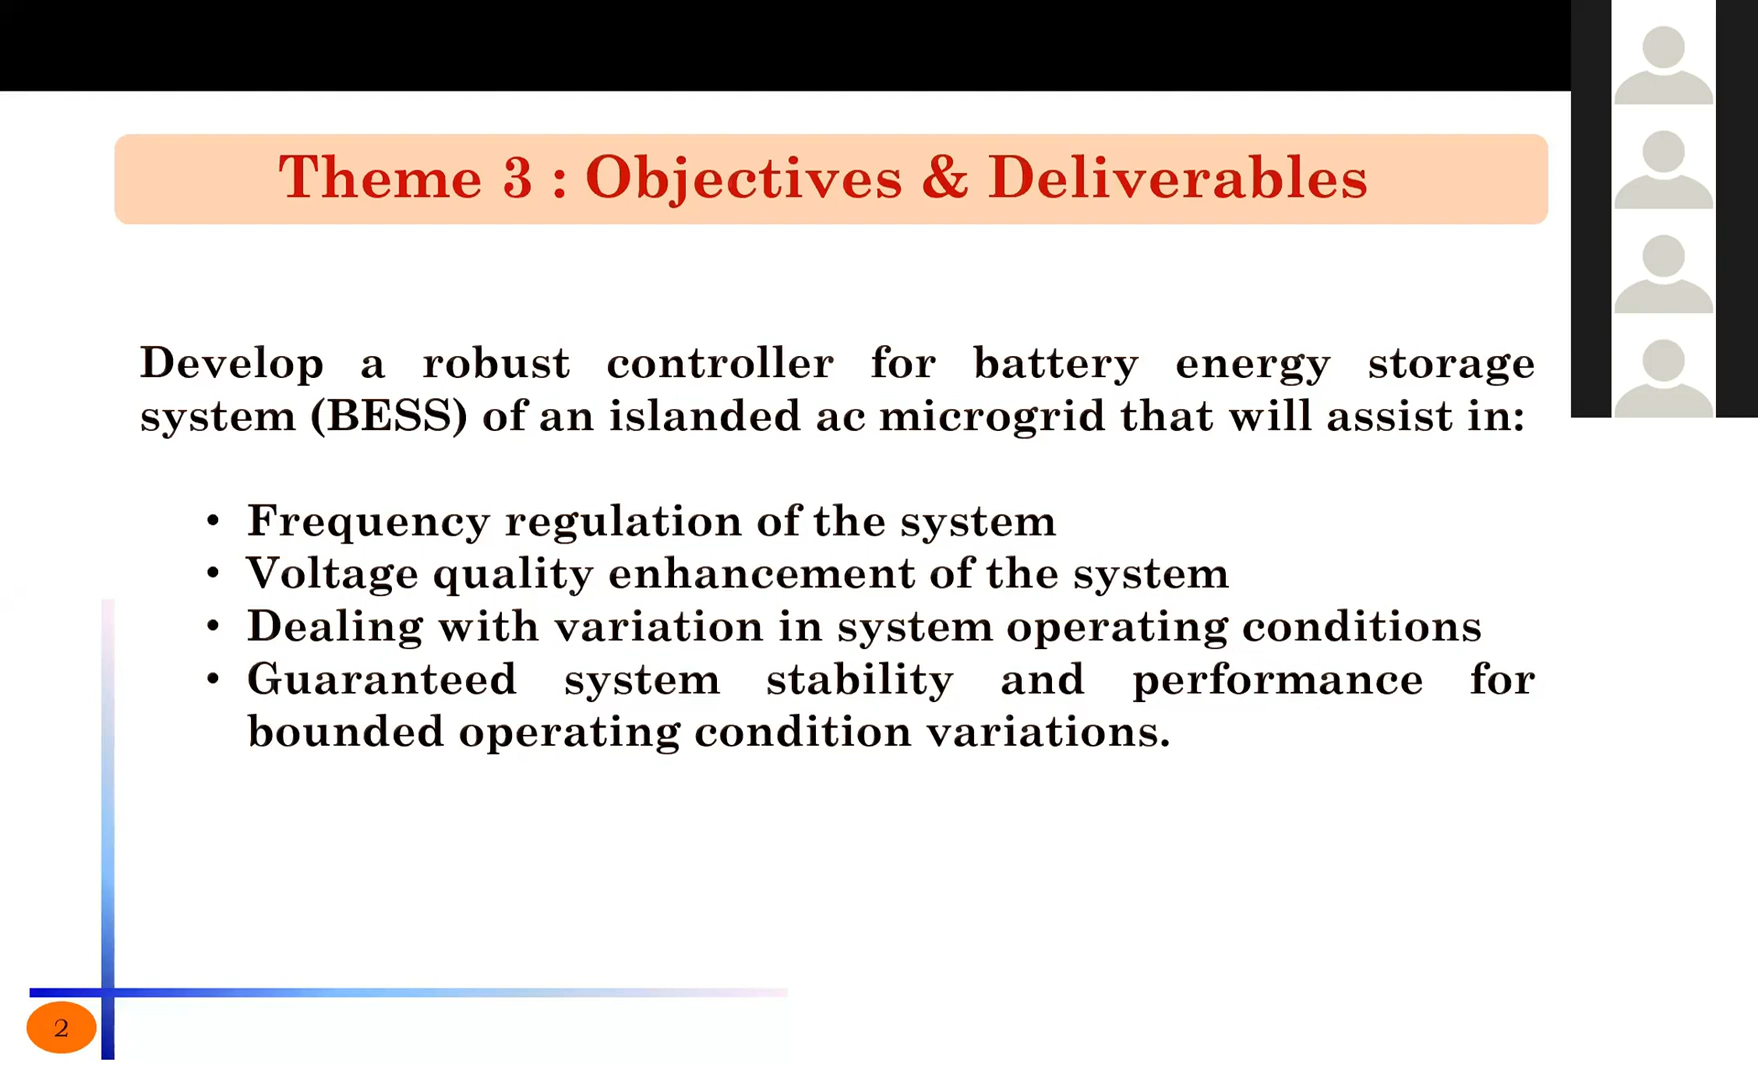 Theme 3 : Objectives & Deliverables
Develop a robust controller for battery energy storage
system (BESS) of an islanded ac microgrid that will assist in:
• Frequency regulation of the system
• Voltage quality enhancement of the system
• Dealing with variation in system operating conditions
• Guaranteed system stability and performance for
bounded operating condition variations.
2